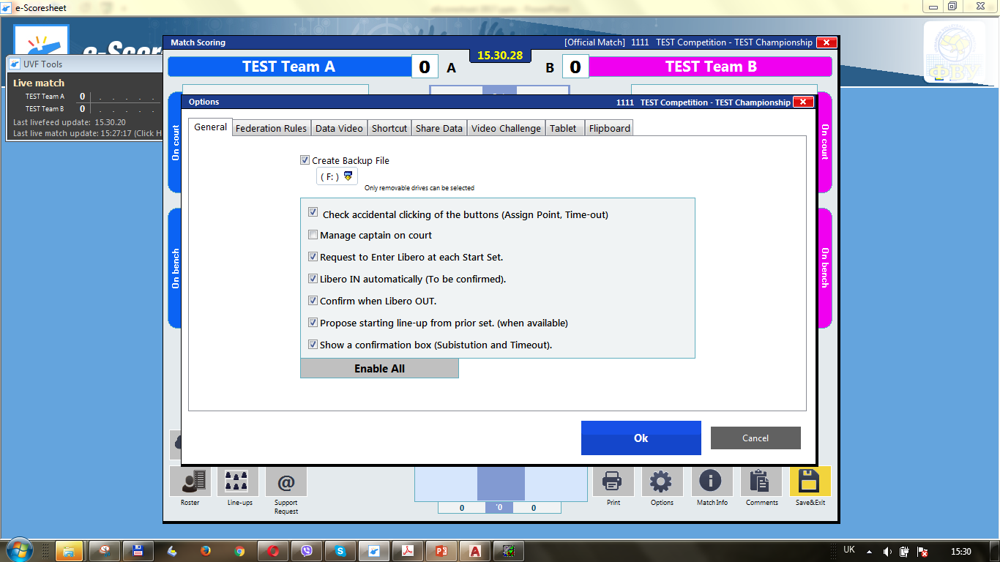 e-Scoresheet
e-Scor
UVF Tools
Live match
TEST Team A 0 . . . . .
TEST Team B 0 . . . . .
Last livefeed update: 15.30.20
Last live match update: 15:27:17 (Click H
Match Scoring
[Official Match] 1111 TEST Competition - TEST Championship
TEST Team A 0 A 15.30.28 B 0 TEST Team B
ФВУ
On court
On court
On bench
On bench
Options
1111 TEST Competition - TEST Championship
General Federation Rules Data Video Shortcut Share Data Video Challenge Tablet Flipboard
Create Backup File
( F: )
Only removable drives can be selected
Check accidental clicking of the buttons (Assign Point, Time-out)
Manage captain on court
Request to Enter Libero at each Start Set.
Libero IN automatically (To be confirmed).
Confirm when Libero OUT.
Propose starting line-up from prior set. (when available)
Show a confirmation box (Subistution and Timeout).
Enable All
Ok
Cancel
Roster
Line-ups
@
Support
Request
0 '0 0
Print
Options
Match Info
Comments
Save&Exit
UK
15:30